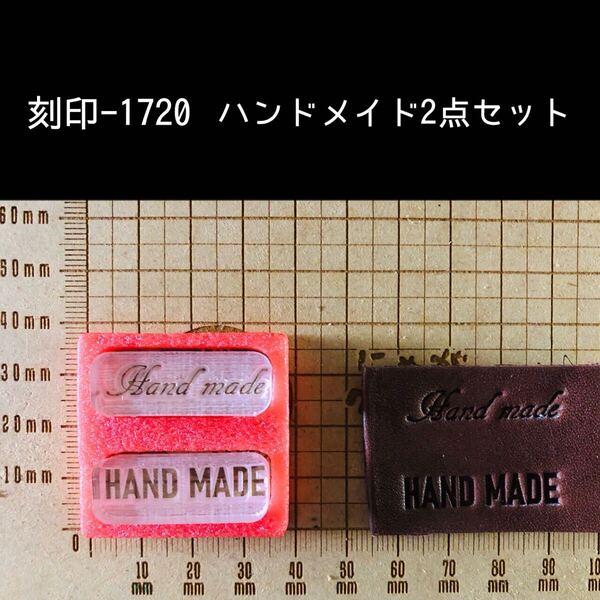 刻印-1720 ハンドメイド2点セット
60mm
50mm
40mm
30mm
20mm
10mm
0
Hand made
HAND MADE
Hand made
HAND MADE
10 20 30 40 50 60 70 80 90
mm mm mm mm mm mm mm mm mm